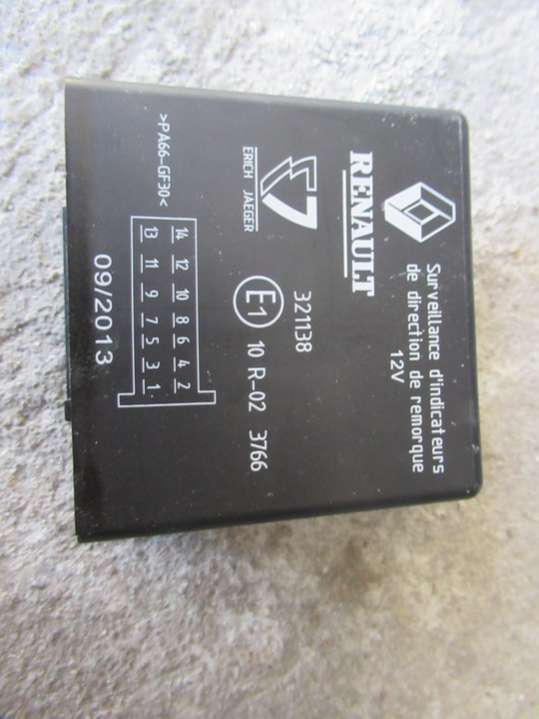 Surveillance d'indicateurs
de direction de remorque
12V
RENAULT
ERICH JAEGER
321138
E1 10 R-02 3766
>PA66-GF30<
14 12 10 8 6 4 2
13 11 9 7 5 3 1
09/2013